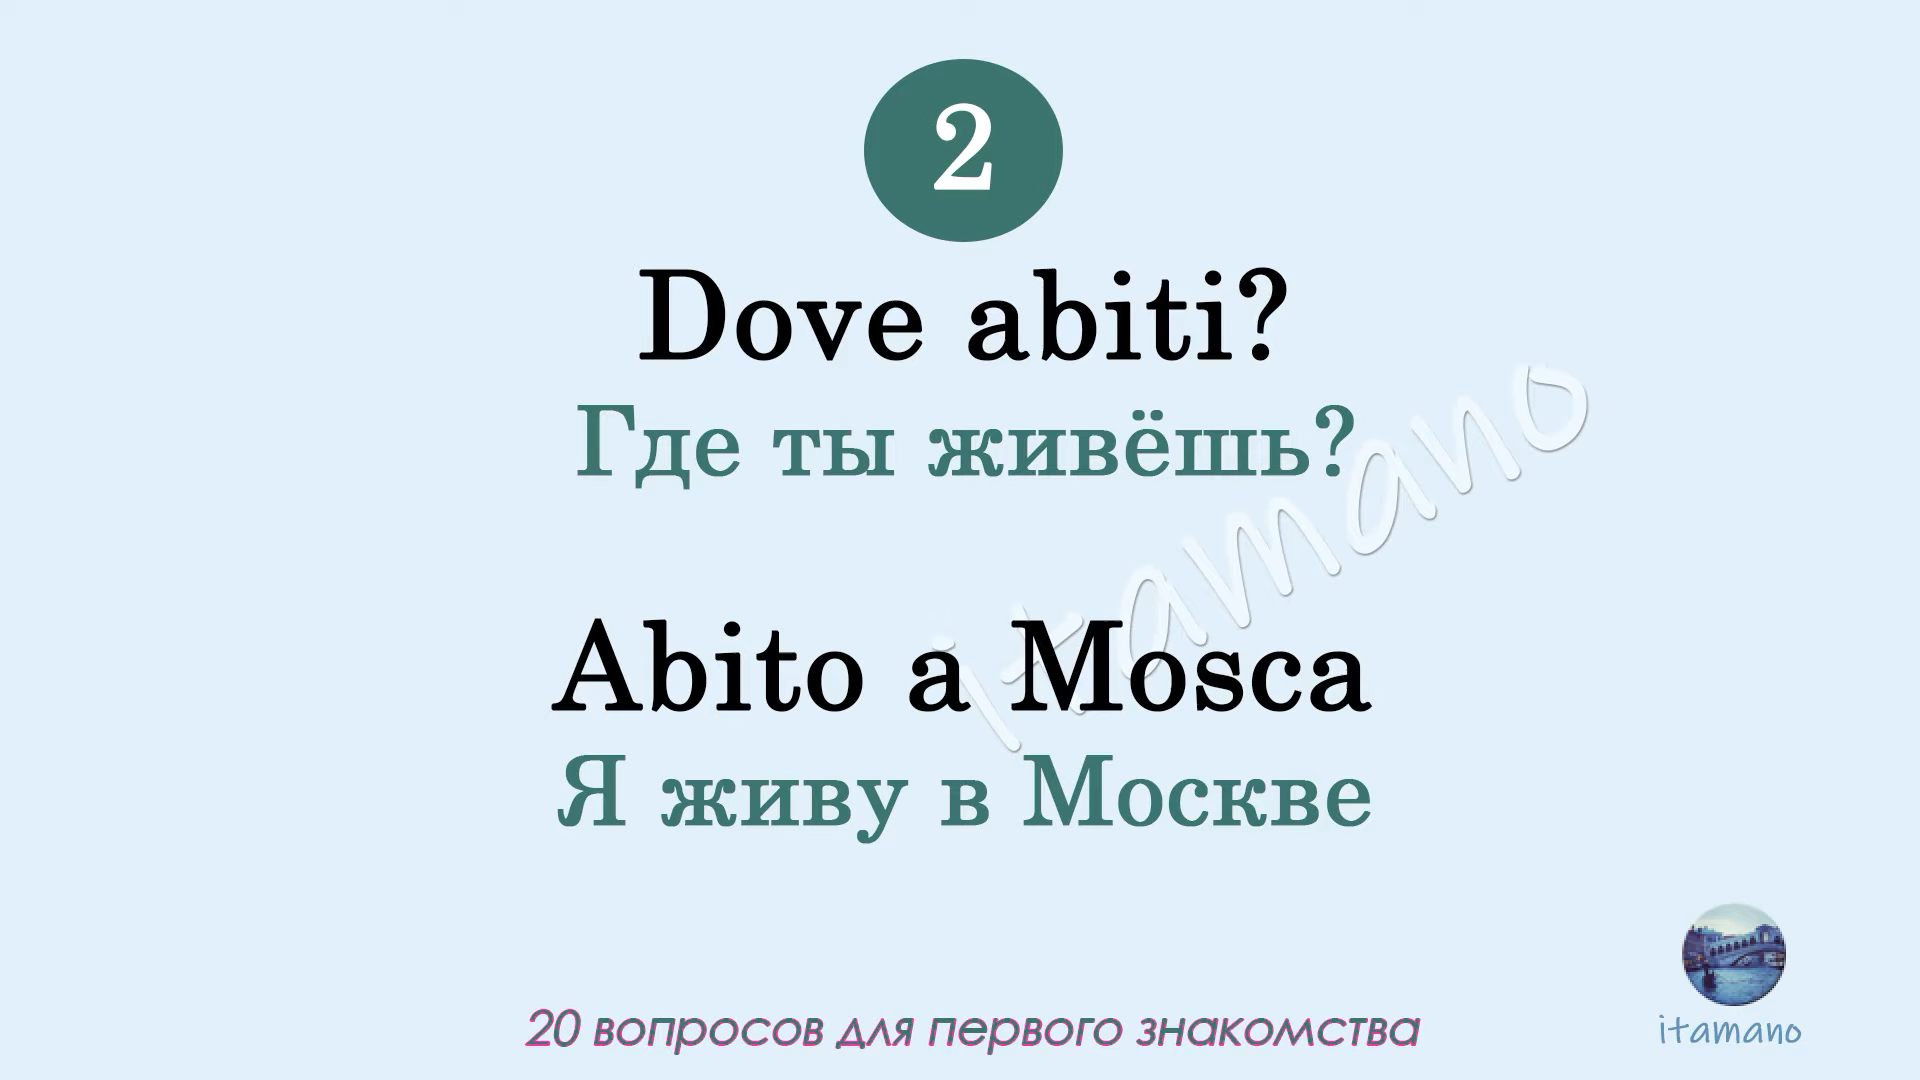 2
Dove abiti?
Где ты живёшь?
itamano
Abito a Mosca
Я живу в Москве
20 вопросов для первого знакомства
itamano